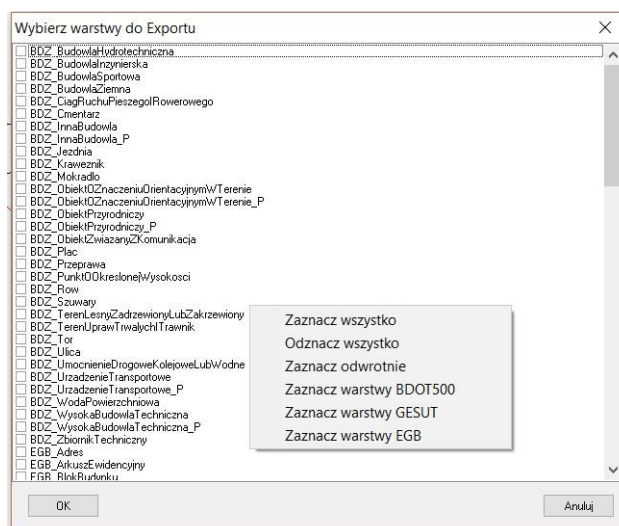 Wybierz warstwy do Exportu
BDZ_BudowlaHydrotechniczna
BDZ_BudowlaInzynierska
BDZ_BudowlaSportowa
BDZ_BudowlaZiemna
BDZ_CiagRuchuPieszegoIRowerowego
BDZ_Cmentarz
BDZ_InnaBudowla
BDZ_InnaBudowla_P
BDZ_Jezdnia
BDZ_Kraweznik
BDZ_Mokradlo
BDZ_ObiektOZnaczeniuOrientacyjnymWTerenie
BDZ_ObiektOZnaczeniuOrientacyjnymWTerenie_P
BDZ_ObiektPrzyrodniczy
BDZ_ObiektPrzyrodniczy_P
BDZ_ObiektZwiazanyZKomunikacja
BDZ_Plac
BDZ_Przeprawa
BDZ_PunktOOkreslonejWysokosci
BDZ_Row
BDZ_Szuwary
BDZ_TerenLesnyZadrzewionyLubZakrzewiony
BDZ_TerenUprawTrwalychITrawnik
BDZ_Tor
BDZ_Ulica
BDZ_UmocnienieDrogoweKolejoweLubWodne
BDZ_UrzadzenieTransportowe
BDZ_UrzadzenieTransportowe_P
BDZ_WodaPowierzchniowa
BDZ_WysokaBudowlaTechniczna
BDZ_WysokaBudowlaTechniczna_P
BDZ_ZbiornikTechniczny
EGB_Adres
EGB_ArkuszEwidencyjny
EGB_BlokBudynku
Zaznacz wszystko
Odznacz wszystko
Zaznacz odwrotnie
Zaznacz warstwy BDOT500
Zaznacz warstwy GESUT
Zaznacz warstwy EGB
OK
Anuluj